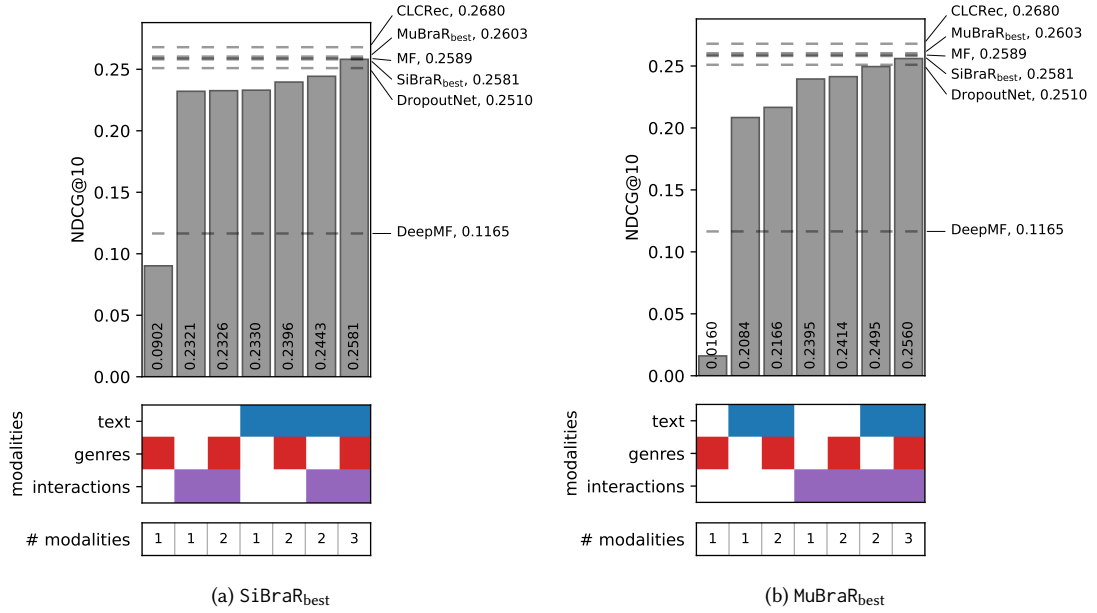 CLCRec, 0.2680
MuBraR_best, 0.2603
MF, 0.2589
SiBraR_best, 0.2581
DropoutNet, 0.2510
DeepMF, 0.1165
NDCG@10
0.25
0.20
0.15
0.10
0.05
0.00
0.0902
0.2321
0.2326
0.2330
0.2396
0.2443
0.2581
modalities
text
genres
interactions
# modalities 1 1 2 1 2 2 3
(a) SiBraR_best
CLCRec, 0.2680
MuBraR_best, 0.2603
MF, 0.2589
SiBraR_best, 0.2581
DropoutNet, 0.2510
DeepMF, 0.1165
NDCG@10
0.25
0.20
0.15
0.10
0.05
0.00
0.0160
0.2084
0.2166
0.2395
0.2414
0.2495
0.2560
modalities
text
genres
interactions
# modalities 1 1 2 1 2 2 3
(b) MuBraR_best